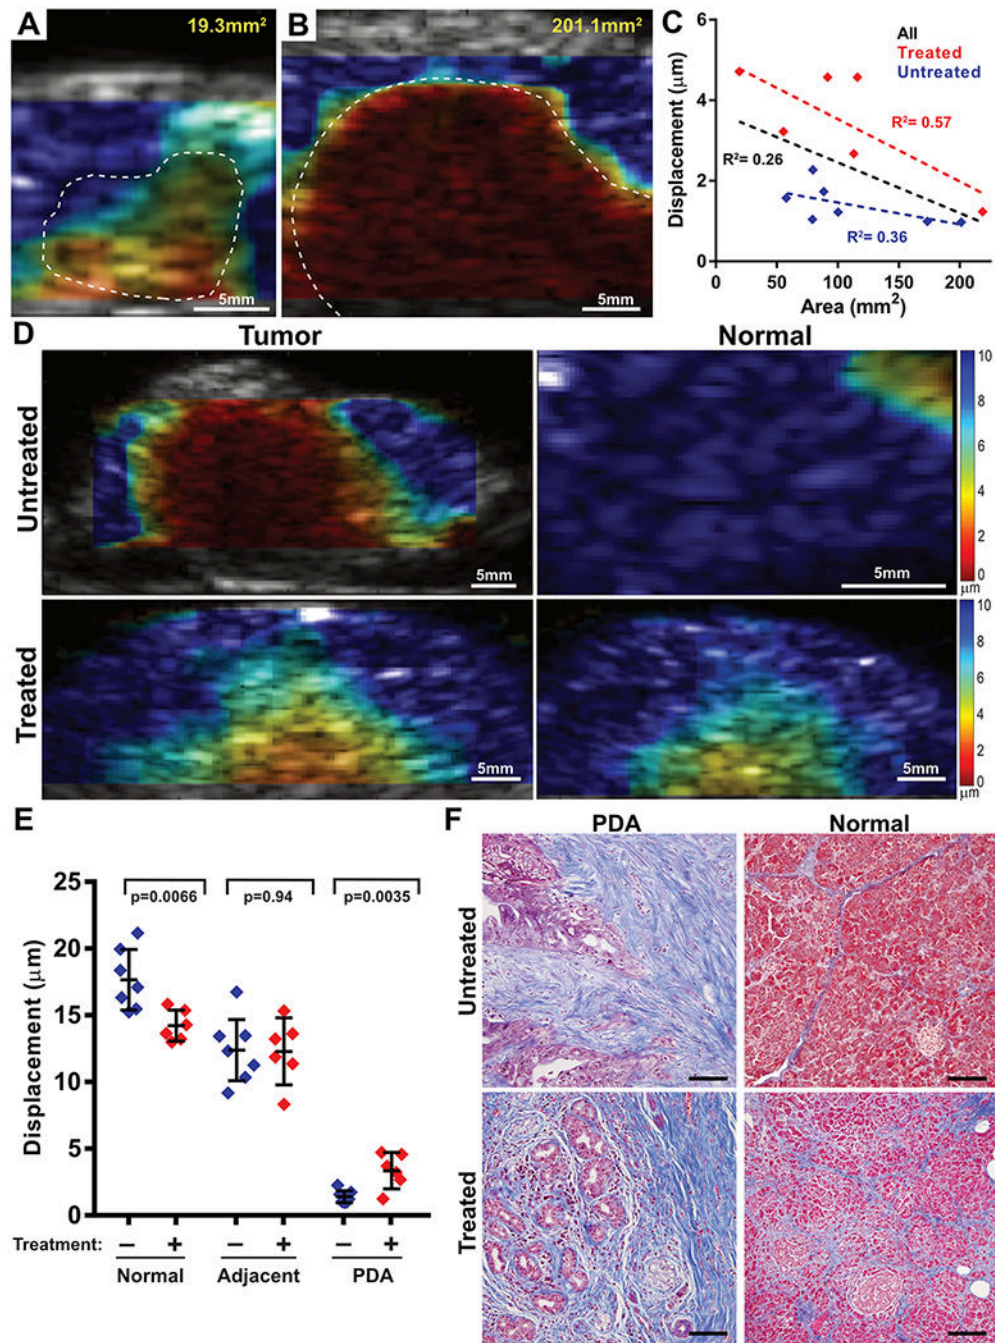 A
19.3mm²
5mm
B
201.1mm²
5mm
C
All
Treated
Untreated
Displacement (μm)
6
4
2
0
R²= 0.57
R²= 0.26
R²= 0.36
0 50 100 150 200
Area (mm²)
D
Tumor
Normal
Untreated
5mm
5mm
10
8
6
4
2
0
μm
Treated
5mm
5mm
10
8
6
4
2
0
μm
E
Displacement (μm)
25
20
15
10
5
0
p=0.0066
p=0.94
p=0.0035
Treatment: − + − + − +
Normal Adjacent PDA
F
PDA
Normal
Untreated
Treated